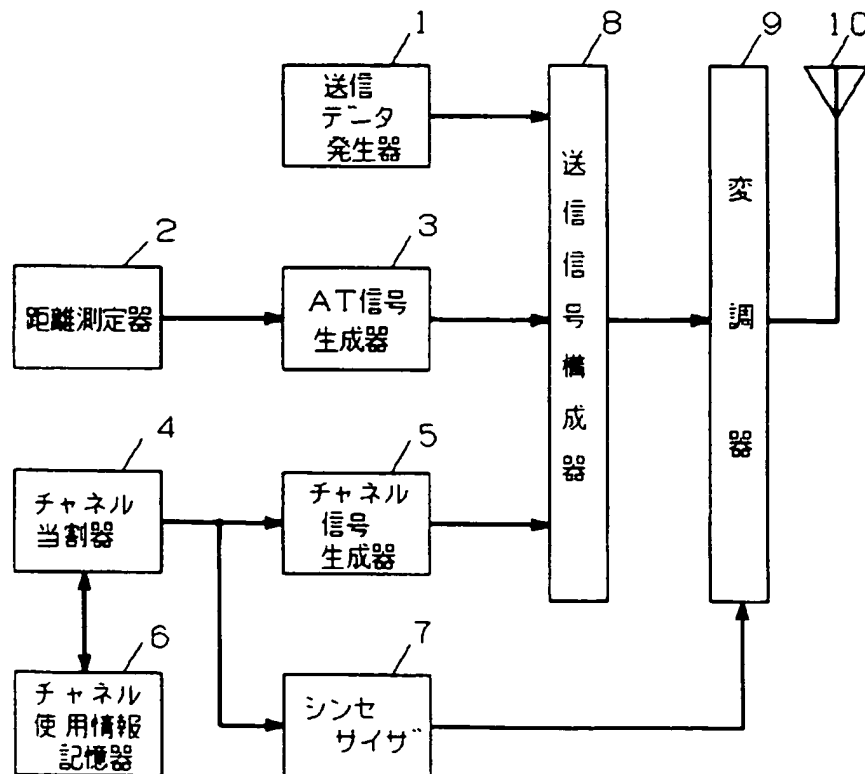 1
送信
データ
発生器
8
送信信号構成器
9
変調器
10
2
距離測定器
3
AT信号
生成器
4
チャネル
当割器
5
チャネル
信号
生成器
6
チャネル
使用情報
記憶器
7
シンセ
サイザ